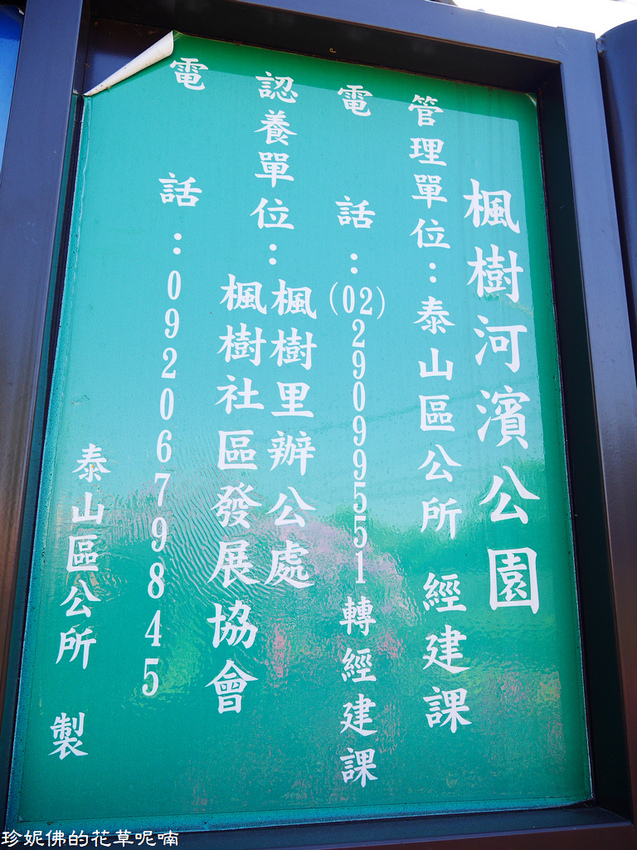 楓樹河濱公園
管理單位：泰山區公所 經建課
電　話：(02)29099551轉經建課
認養單位：楓樹里辦公處
楓樹社區發展協會
電　話：0920679845
泰山區公所 製
珍妮佛的花草呢喃